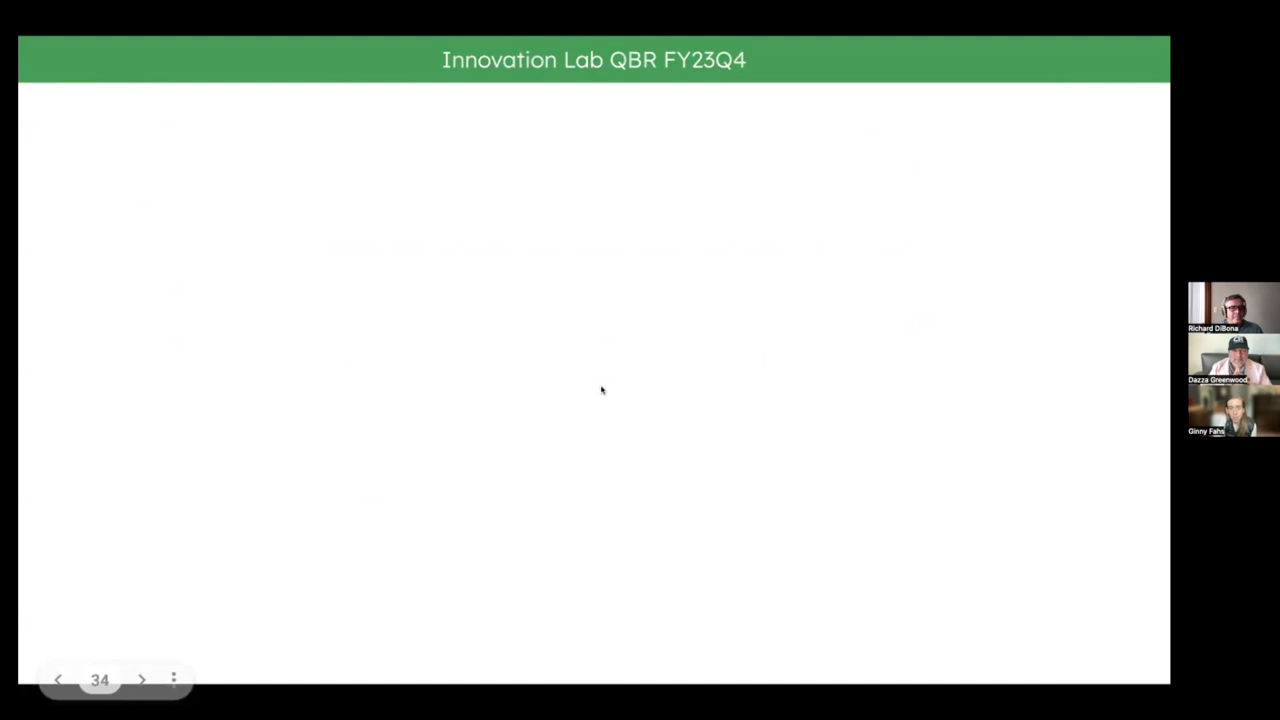 Innovation Lab QBR FY23Q4
Richard DiBona
Dazza Greenwood
Ginny Fahs
34